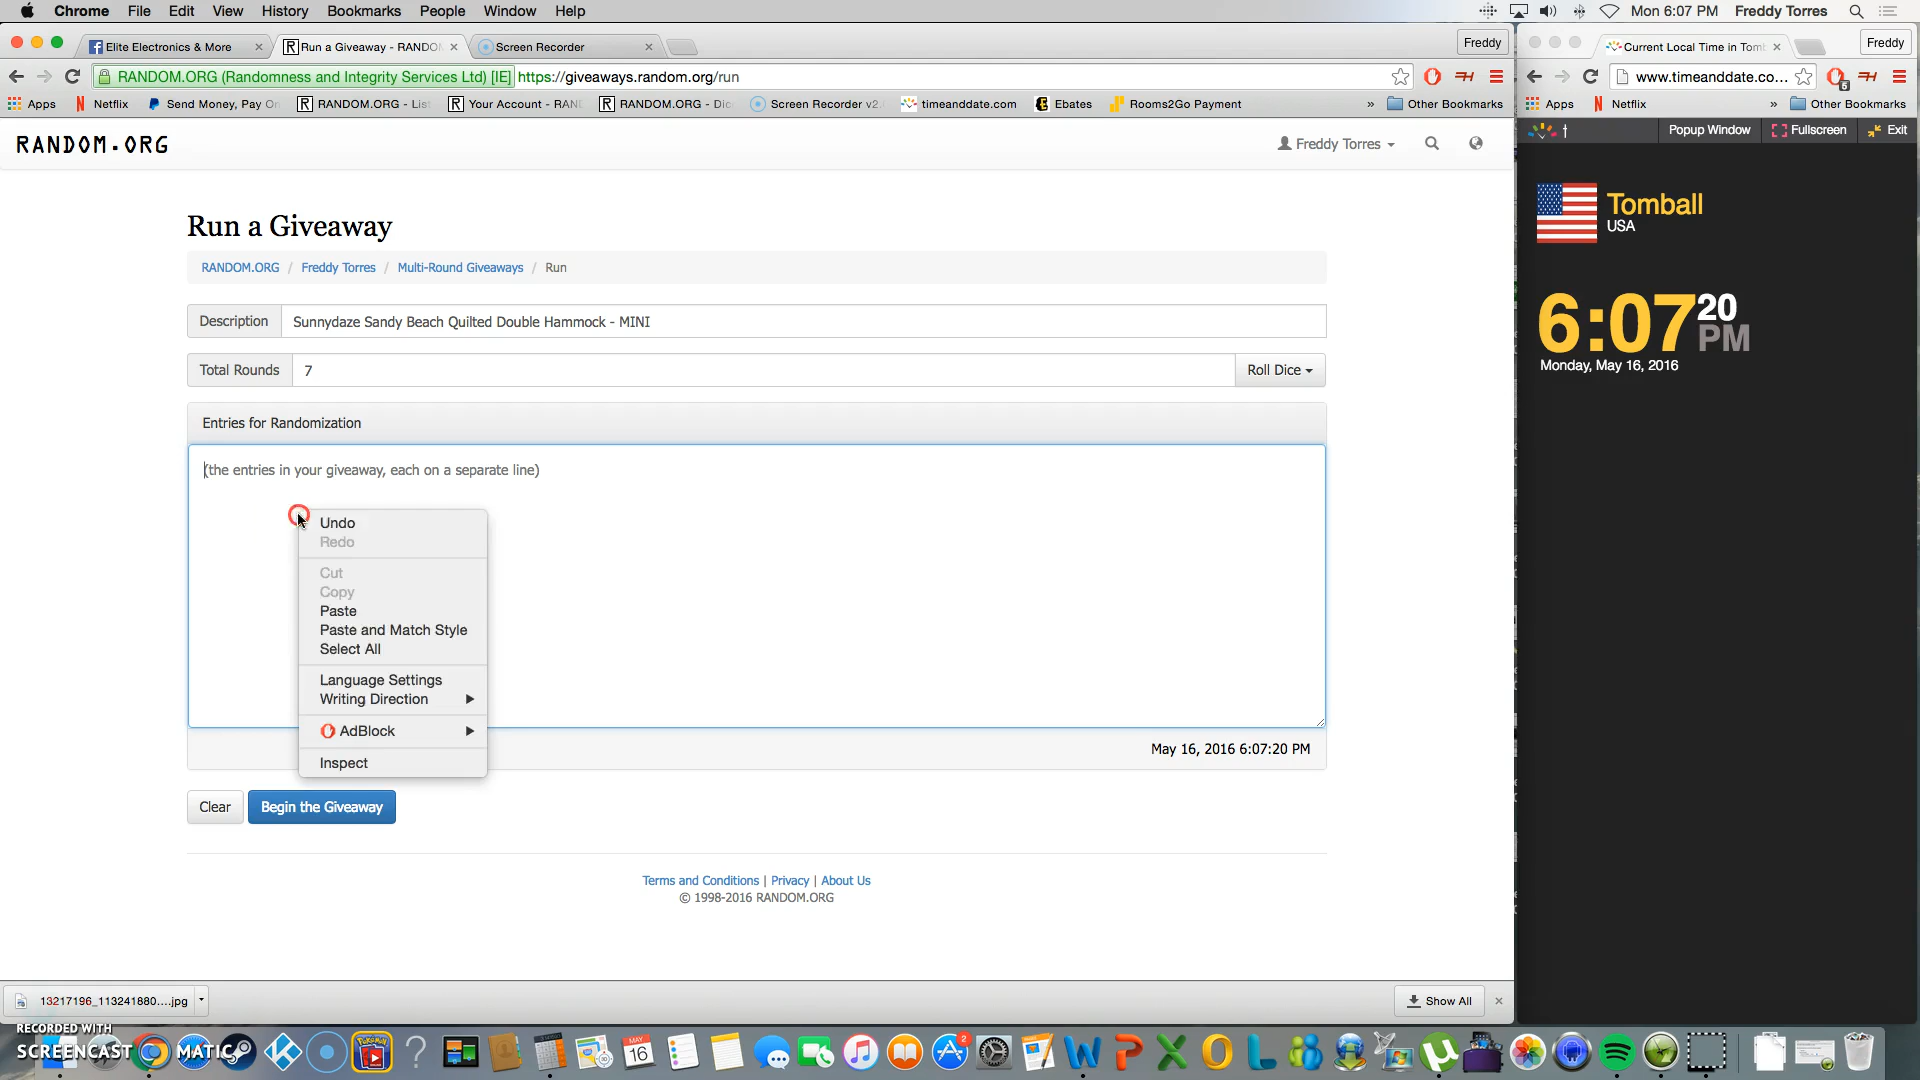 Chrome File Edit View History Bookmarks People Window Help Mon 6:07 PM Freddy Torres
Elite Electronics & More
Run a Giveaway - RANDO
Screen Recorder
Freddy
RANDOM.ORG (Randomness and Integrity Services Ltd) [IE] https://giveaways.random.org/run
Apps Netflix Send Money, Pay On RANDOM.ORG - Lis Your Account - RAN RANDOM.ORG - Dic Screen Recorder v2. timeanddate.com Ebates Rooms2Go Payment » Other Bookmarks
Current Local Time in Tomb
Freddy
www.timeanddate.co...
Apps Netflix » Other Bookmarks
t Popup Window Fullscreen Exit
RANDOM.ORG
Freddy Torres
Run a Giveaway
RANDOM.ORG / Freddy Torres / Multi-Round Giveaways / Run
Description Sunnydaze Sandy Beach Quilted Double Hammock - MINI
Total Rounds 7 Roll Dice
Entries for Randomization
(the entries in your giveaway, each on a separate line)
Undo
Redo
Cut
Copy
Paste
Paste and Match Style
Select All
Language Settings
Writing Direction
AdBlock
Inspect
May 16, 2016 6:07:20 PM
Clear Begin the Giveaway
Terms and Conditions | Privacy | About Us
© 1998-2016 RANDOM.ORG
Tomball
USA
6:07 20 PM
Monday, May 16, 2016
13217196_113241880....jpg
Show All
RECORDED WITH
SCREENCAST MATIC
MAY
16
2